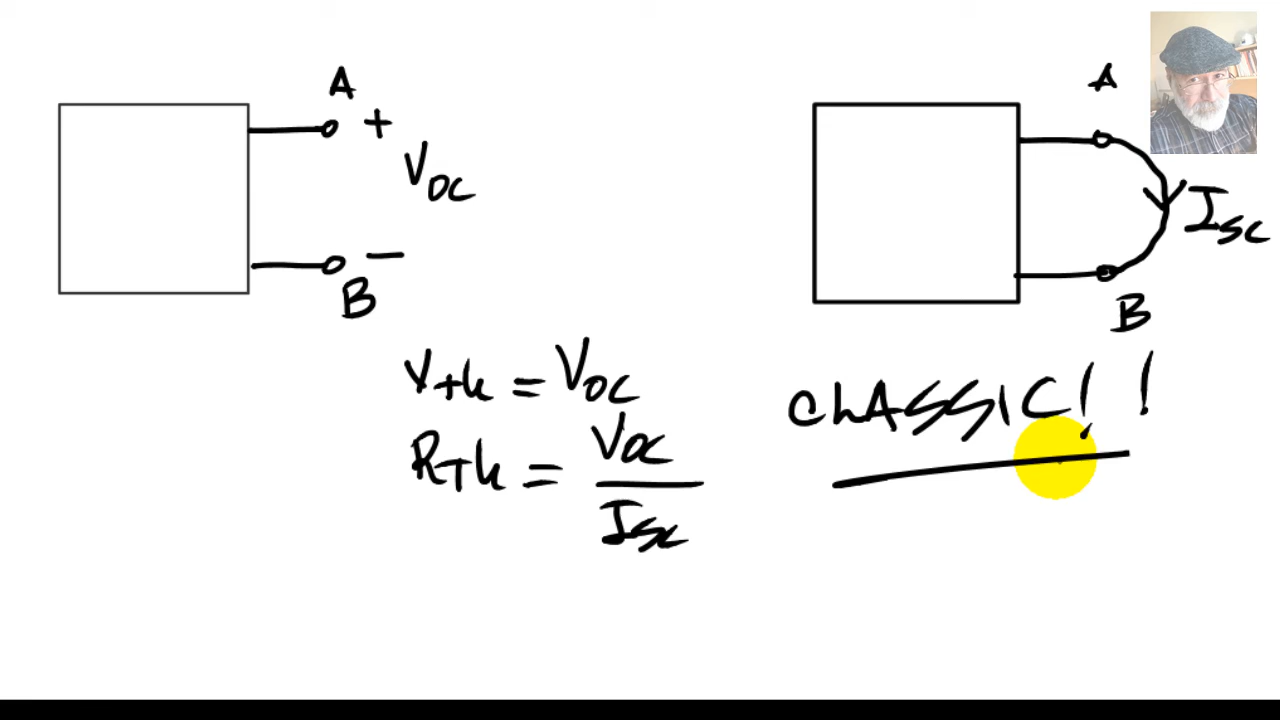 A
+
VOC
B
−
A
ISC
B
VTh = VOC
RTh = VOC / ISC
CLASSIC! !